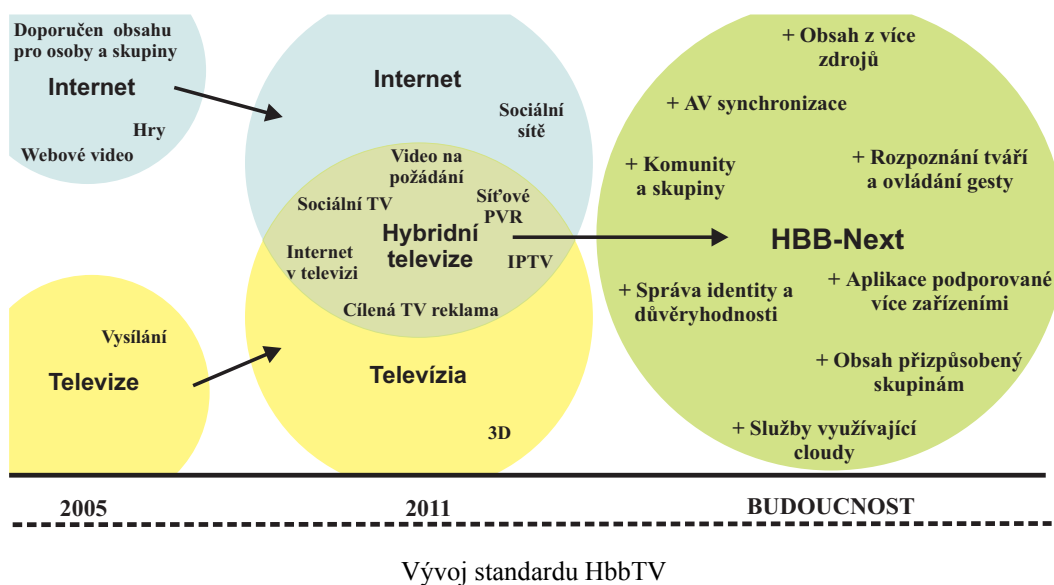 Doporučen obsahu
pro osoby a skupiny
Internet
Hry
Webové video
Vysílání
Televize
Internet
Sociální
sítě
Video na
požádání
Sociální TV
Síťové
PVR
Hybridní
televize
Internet
v televizi
IPTV
Cílená TV reklama
Televízia
3D
+ Obsah z více
zdrojů
+ AV synchronizace
+ Komunity
a skupiny
+ Rozpoznání tváří
a ovládání gesty
HBB-Next
+ Správa identity a
důvěryhodnosti
+ Aplikace podporované
více zařízeními
+ Obsah přizpůsobený
skupinám
+ Služby využívající
cloudy
2005
2011
BUDOUCNOST
Vývoj standardu HbbTV